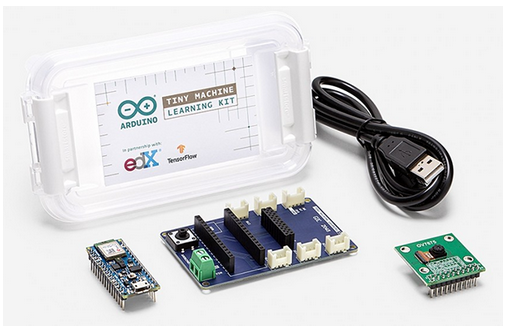 TINY MACHINE
LEARNING KIT
ARDUINO
in partnership with:
edX
TensorFlow
OV7675